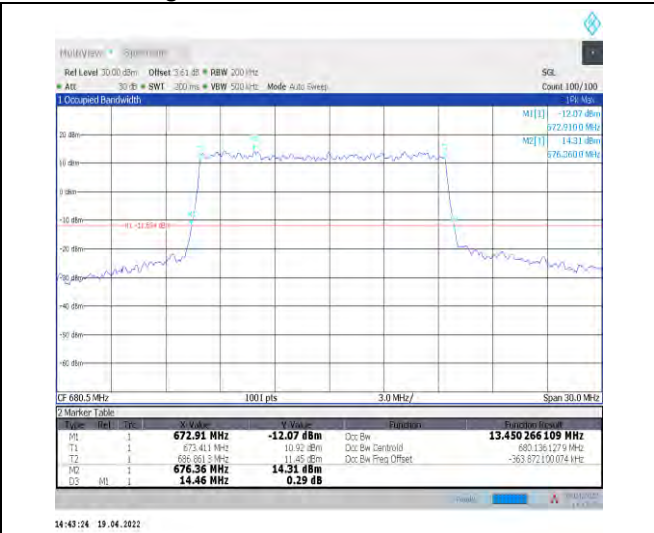 MultiView Spectrum
Ref Level 30.00 dBm Offset 3.61 dB RBW 200 kHz SGL
Att 30 dB SWT 200 ms VBW 500 kHz Mode Auto Sweep Count 100/100
1 Occupied Bandwidth 1Pk Max
M1[1] -12.07 dBm
672.9100 MHz
M2[1] 14.31 dBm
676.3600 MHz
20 dBm
10 dBm
0 dBm
-10 dBm
-20 dBm
-30 dBm
-40 dBm
-50 dBm
-60 dBm
CF 680.5 MHz 1001 pts 3.0 MHz/ Span 30.0 MHz
2 Marker Table
Type Ref Trc X-Value Y-Value Function Function Result
M1 1 672.91 MHz -12.07 dBm Occ Bw 13.450 266 109 MHz
T1 1 673.411 MHz 10.92 dBm Occ Bw Centroid 680.136 127 9 MHz
T2 1 686.861 3 MHz 11.45 dBm Occ Bw Freq Offset -363.872 100 074 kHz
M2 1 676.36 MHz 14.31 dBm
D3 M1 1 14.46 MHz 0.29 dB
14:43:24 19.04.2022